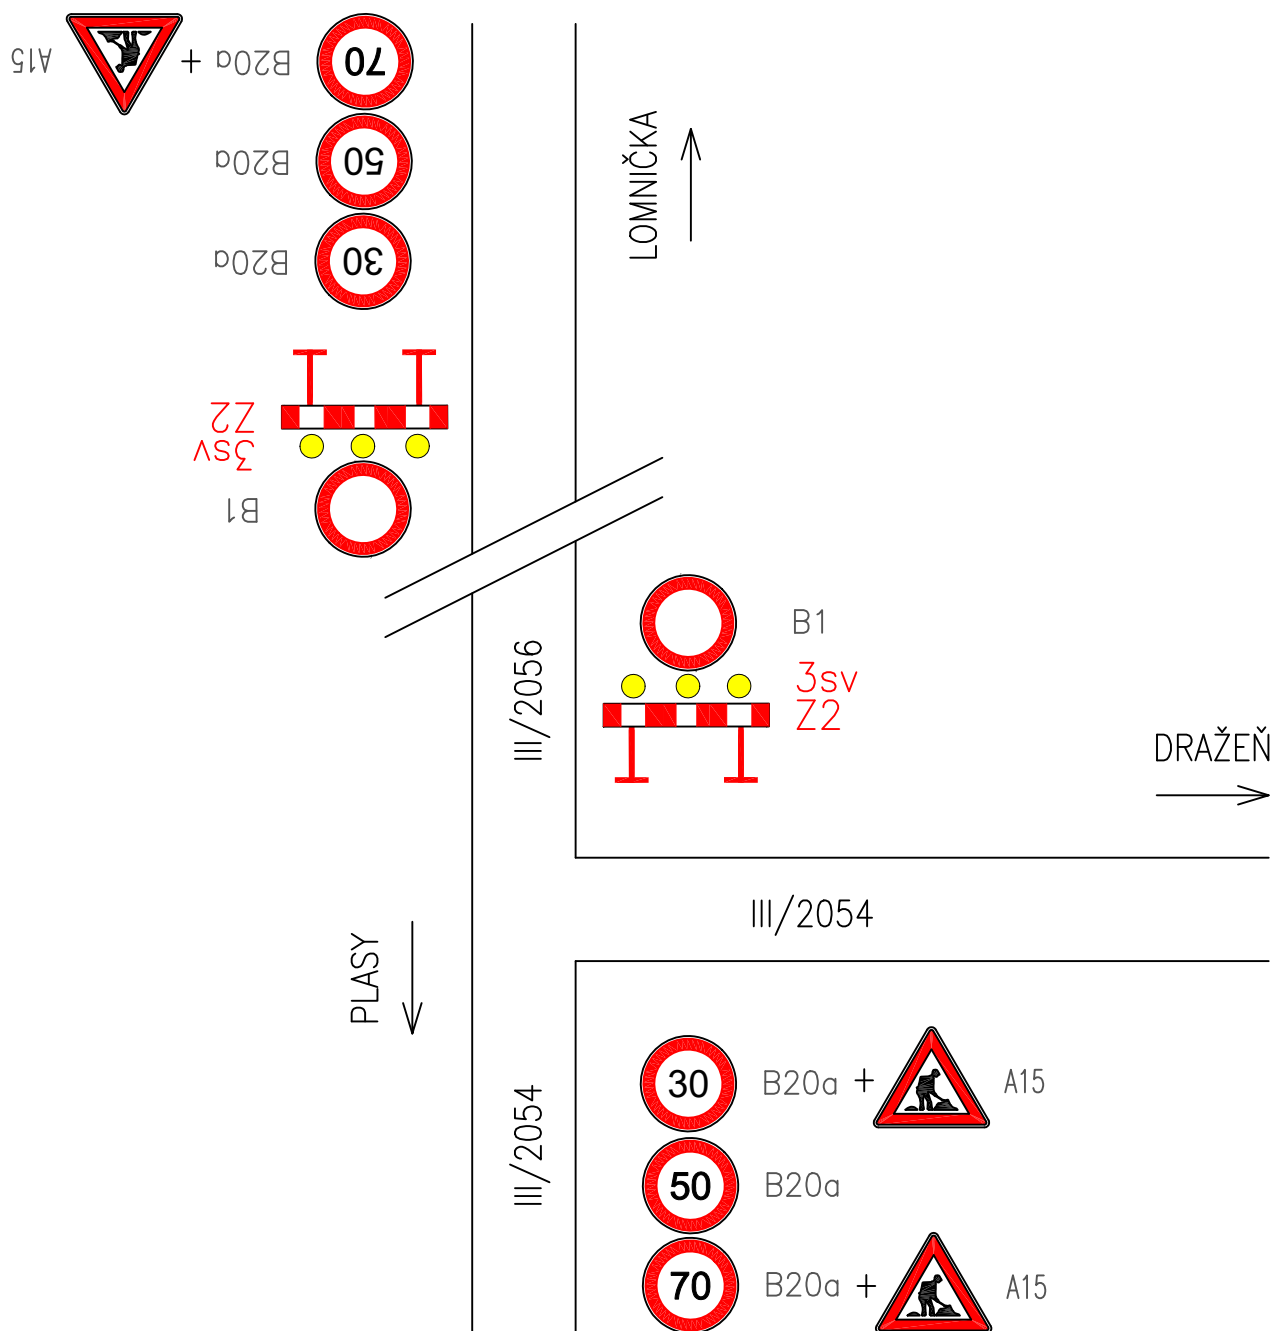 A15 + B20a 70
B20a 50
B20a 30
Z2
3sv
B1
LOMNIČKA
III/2056
B1
3sv
Z2
DRAŽEŇ
III/2054
PLASY
III/2054
30 B20a + A15
50 B20a
70 B20a + A15